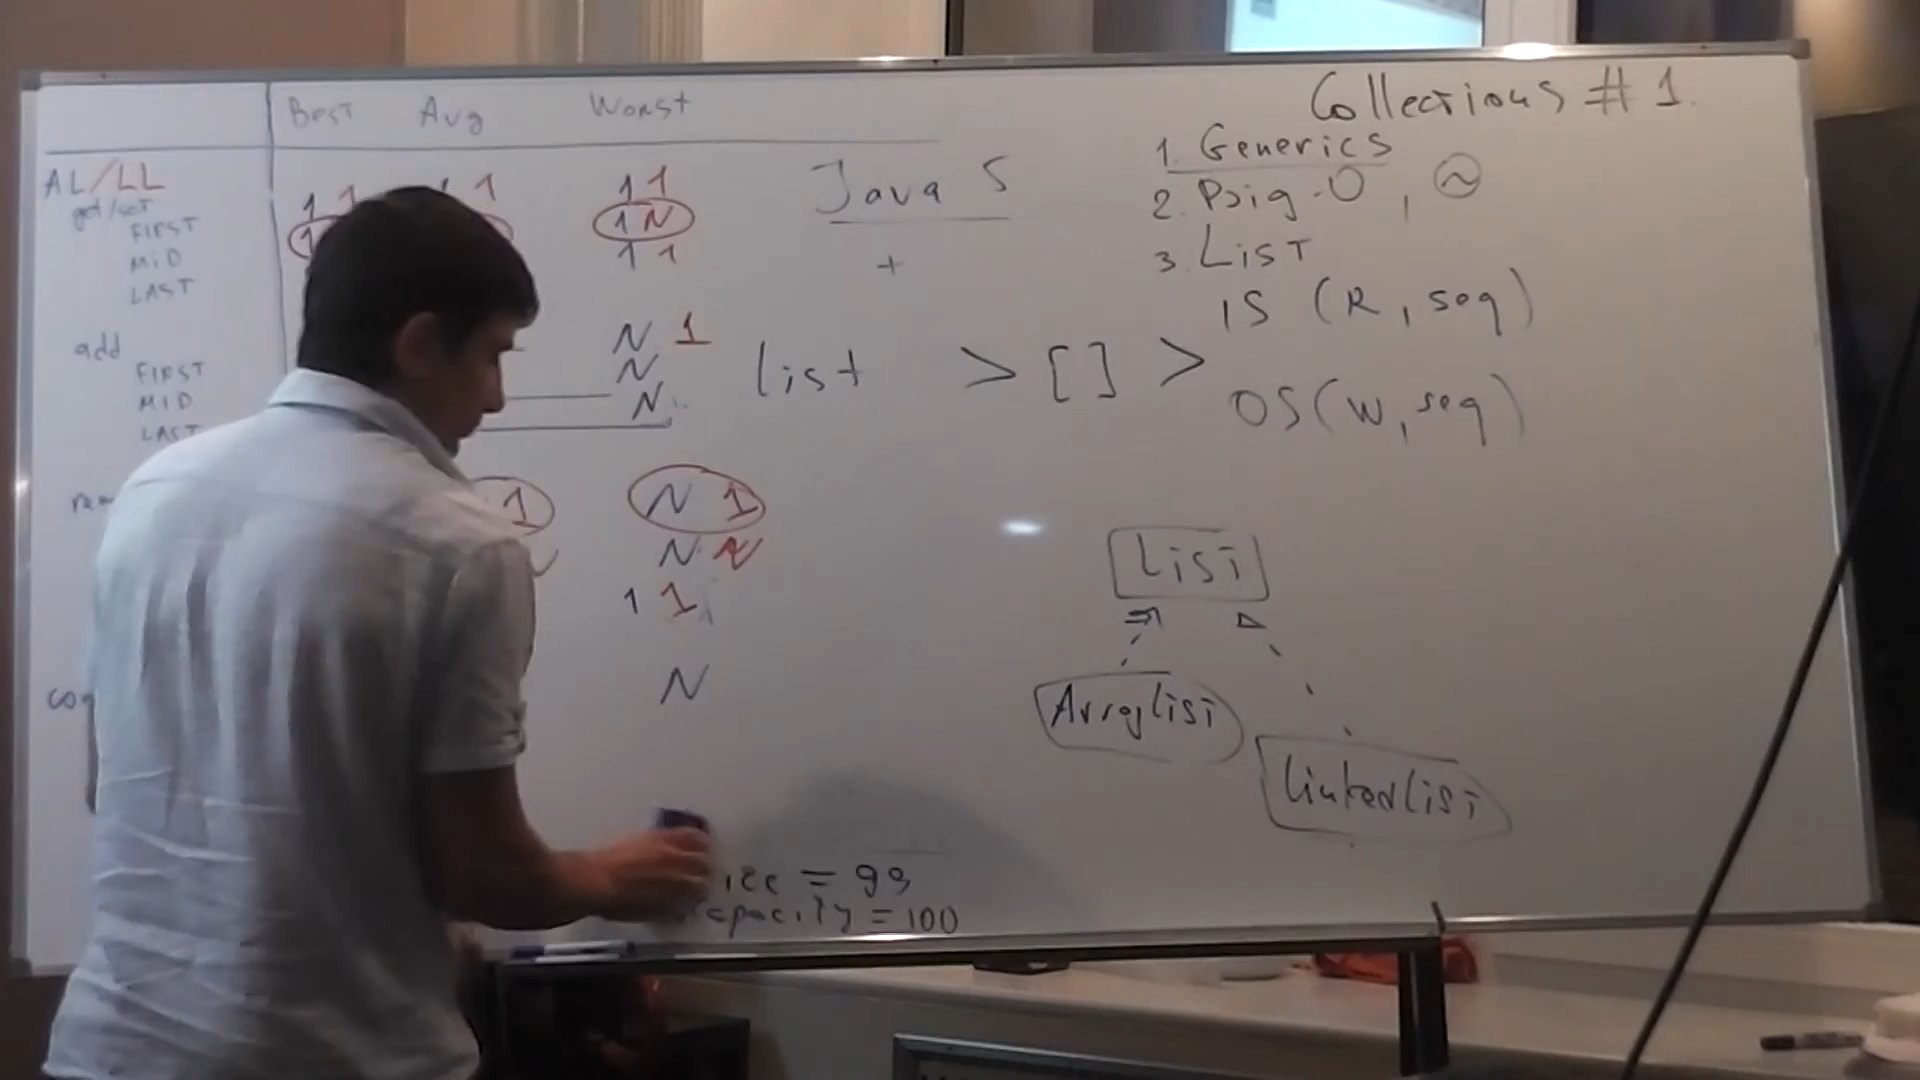 Best Avg Worst
AL/LL
get/set
FIRST
MID
LAST
1 1
1 1
1 N
1 1
add
FIRST
MID
LAST
N 1
N
N
1
N 1
N N
1 1
N
Java 5
+
list > [] >
size = 99
capacity = 100
Collections #1.
1. Generics
2. Big-O, ~
3. List
IS (R, seq)
OS (W, seq)
List
ArrayList
LinkedList